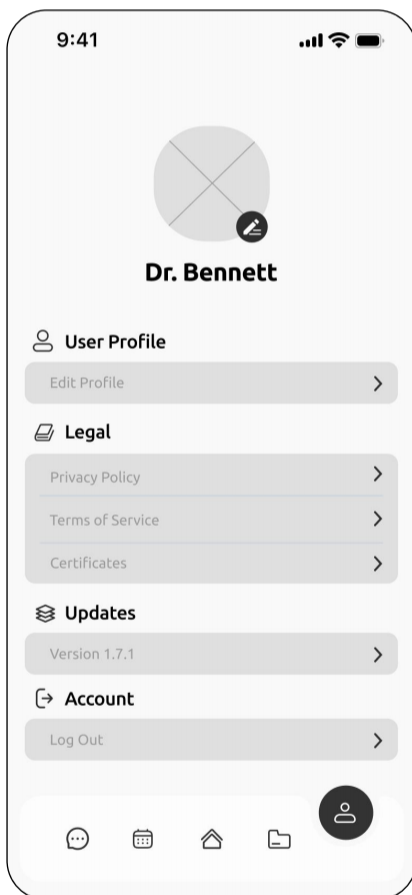 9:41
Dr. Bennett
User Profile
Edit Profile
Legal
Privacy Policy
Terms of Service
Certificates
Updates
Version 1.7.1
Account
Log Out